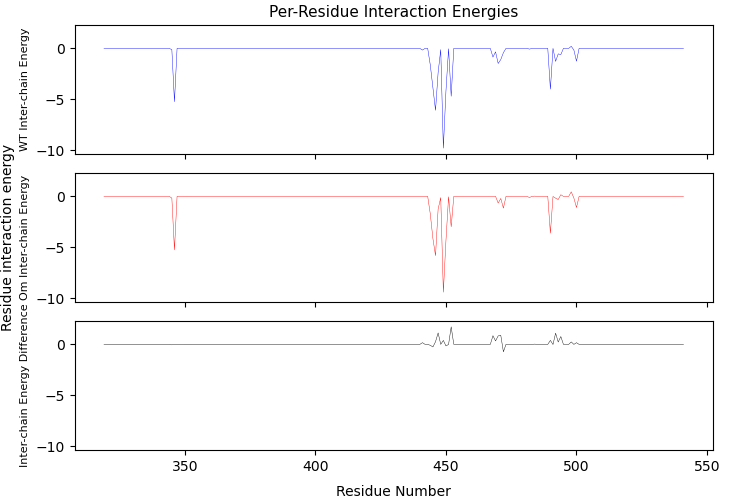 Per-Residue Interaction Energies
Residue interaction energy
WT Inter-chain Energy
0
−5
−10
Om Inter-chain Energy
0
−5
−10
Inter-chain Energy Difference
0
−5
−10
350
400
450
500
550
Residue Number